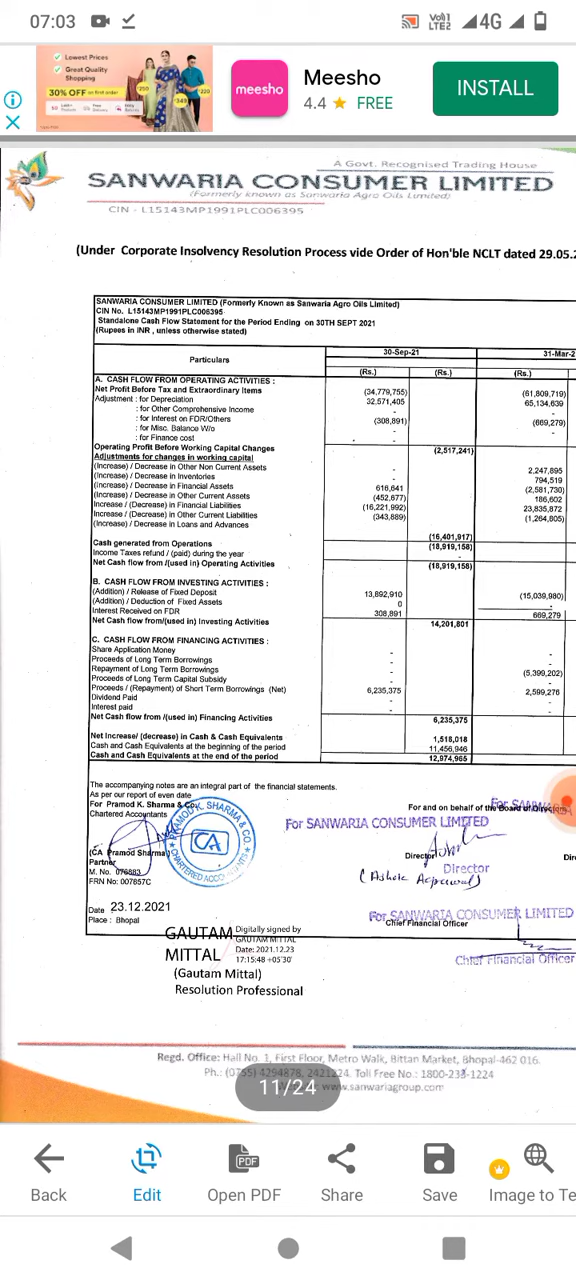 07:03 4G
Lowest Prices
Great Quality
Shopping
30% OFF on first order
meesho
Meesho
4.4 ★ FREE
INSTALL
A Govt. Recognised Trading House
SANWARIA CONSUMER LIMITED
(Formerly known as Sanwaria Agro Oils Limited)
CIN - L15143MP1991PLC006395
(Under Corporate Insolvency Resolution Process vide Order of Hon'ble NCLT dated 29.05.2
SANWARIA CONSUMER LIMITED (Formerly Known as Sanwaria Agro Oils Limited)
CIN No. L15143MP1991PLC006395
Standalone Cash Flow Statement for the Period Ending on 30TH SEPT 2021
(Rupees in INR , unless otherwise stated)
Particulars 30-Sep-21 31-Mar-2
(Rs.) (Rs.) (Rs.)
A. CASH FLOW FROM OPERATING ACTIVITIES :
Net Profit Before Tax and Extraordinary Items (34,779,755) (61,809,719)
Adjustment : for Depreciation 32,571,405 65,134,639
: for Other Comprehensive Income - -
: for Interest on FDR/Others (308,891) (669,279)
: for Misc. Balance W/o - -
: for Finance cost - -
Operating Profit Before Working Capital Changes (2,517,241)
Adjustments for changes in working capital
(Increase) / Decrease in Other Non Current Assets - 2,247,895
(Increase) / Decrease in Inventories - 794,519
(Increase) / Decrease in Financial Assets 616,641 (2,581,730)
(Increase) / Decrease in Other Current Assets (452,677) 186,602
Increase / (Decrease) in Financial Liabilities (16,221,992) 23,835,872
Increase / (Decrease) in Other Current Liabilities (343,889) (1,264,805)
(Increase) / Decrease in Loans and Advances
(16,401,917)
Cash generated from Operations (18,919,158)
Income Taxes refund / (paid) during the year -
Net Cash flow from /(used in) Operating Activities (18,919,158)
B. CASH FLOW FROM INVESTING ACTIVITIES :
(Addition) / Release of Fixed Deposit 13,892,910 (15,039,980)
(Addition) / Deduction of Fixed Assets 0 -
Interest Received on FDR 308,891 669,279
Net Cash flow from/(used in) Investing Activities 14,201,801
C. CASH FLOW FROM FINANCING ACTIVITIES :
Share Application Money - -
Proceeds of Long Term Borrowings - -
Repayment of Long Term Borrowings - (5,399,202)
Proceeds of Long Term Capital Subsidy - -
Proceeds / (Repayment) of Short Term Borrowings (Net) 6,235,375 2,599,276
Dividend Paid - -
Interest paid - -
Net Cash flow from /(used in) Financing Activities 6,235,375
Net Increase/ (decrease) in Cash & Cash Equivalents 1,518,018
Cash and Cash Equivalents at the beginning of the period 11,456,946
Cash and Cash Equivalents at the end of the period 12,974,965
The accompanying notes are an integral part of the financial statements.
As per our report of even date
For Pramod K. Sharma & Co. For and on behalf of the Board of Directors
Chartered Accountants
PRAMOD K. SHARMA & CO.
CA
CHARTERED ACCOUNTANTS
For SANWARIA CONSUMER LIMITED
(CA Pramod Sharma) Director
Partner Director
M. No. 076883 (Ashok Agrawal)
FRN No: 007857C
Date 23.12.2021 For SANWARIA CONSUMER LIMITED
Place : Bhopal Chief Financial Officer
Chief Financial Officer
GAUTAM MITTAL
Digitally signed by
GAUTAM MITTAL
Date: 2021.12.23
17:15:48 +05'30'
(Gautam Mittal)
Resolution Professional
Regd. Office: Hall No. 1, First Floor, Metro Walk, Bittan Market, Bhopal-462 016.
Ph.: (0755) 4294878, 2421224. Toll Free No.: 1800-233-1224
www.sanwariagroup.com
11/24
Back
Edit
Open PDF
Share
Save
Image to Te